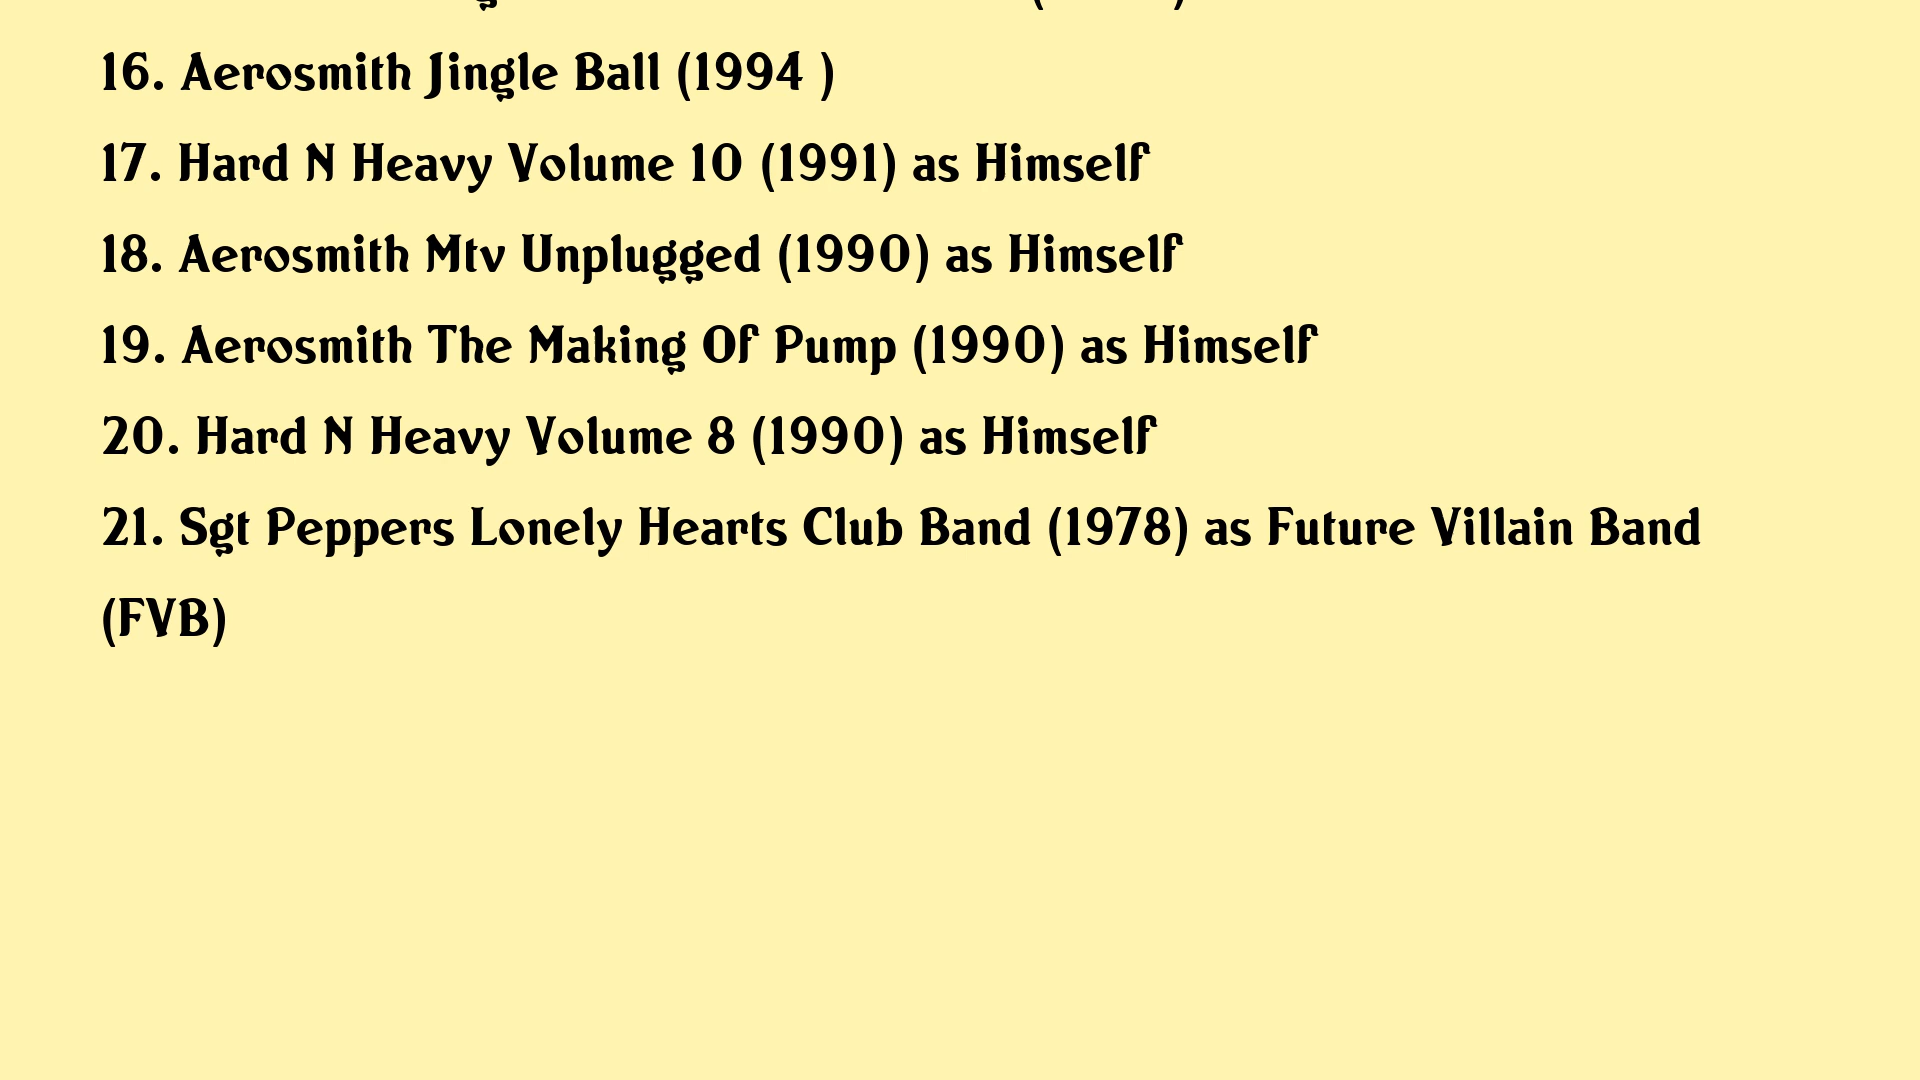 16. Aerosmith Jingle Ball (1994 )
17. Hard N Heavy Volume 10 (1991) as Himself
18. Aerosmith Mtv Unplugged (1990) as Himself
19. Aerosmith The Making Of Pump (1990) as Himself
20. Hard N Heavy Volume 8 (1990) as Himself
21. Sgt Peppers Lonely Hearts Club Band (1978) as Future Villain Band
(FVB)